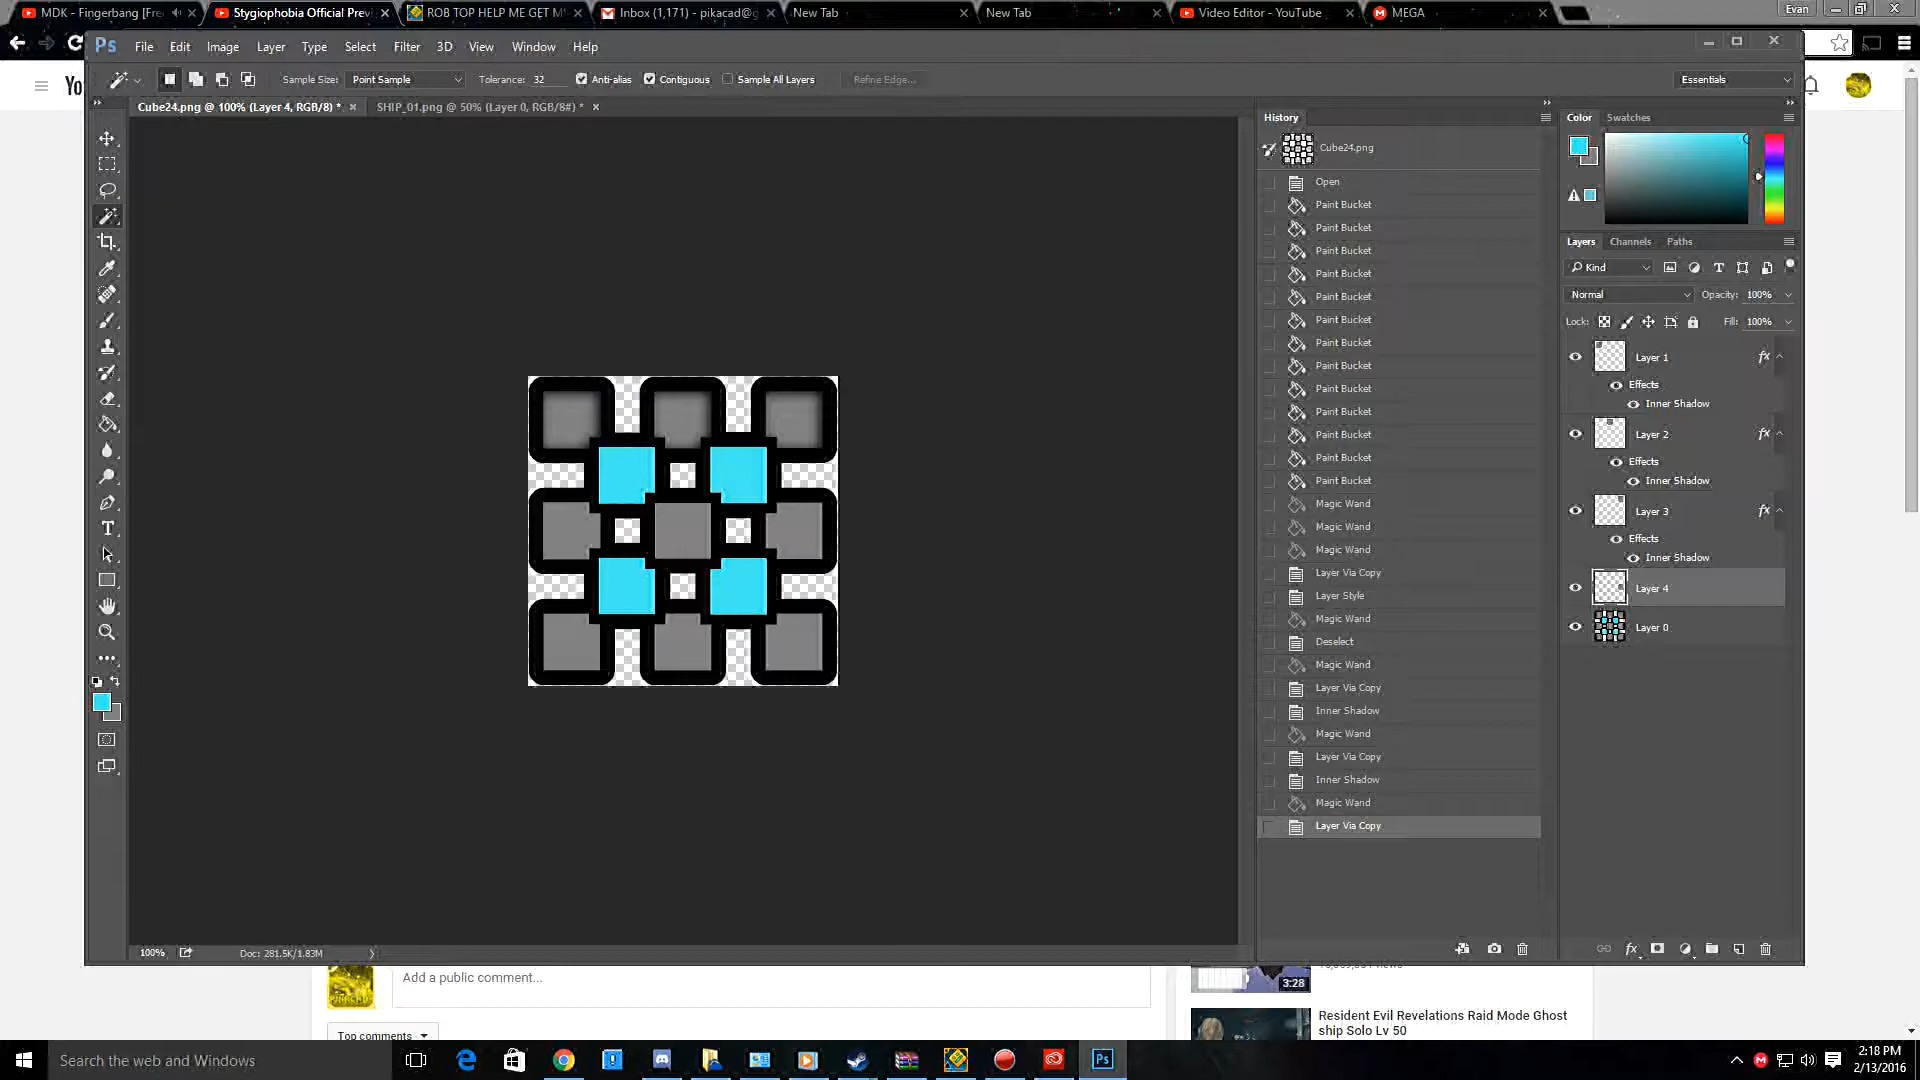 MDK - Fingerbang [Fre
Stygiophobia Official Previ
ROB TOP HELP ME GET M
Inbox (1,171) - pikacad@g
New Tab
New Tab
Video Editor - YouTube
MEGA
Evan
Ps
File
Edit
Image
Layer
Type
Select
Filter
3D
View
Window
Help
Sample Size:
Point Sample
Tolerance:
32
Anti-alias
Contiguous
Sample All Layers
Refine Edge...
Essentials
Yo
Cube24.png @ 100% (Layer 4, RGB/8) *
SHIP_01.png @ 50% (Layer 0, RGB/8#) *
History
Cube24.png
Open
Paint Bucket
Paint Bucket
Paint Bucket
Paint Bucket
Paint Bucket
Paint Bucket
Paint Bucket
Paint Bucket
Paint Bucket
Paint Bucket
Paint Bucket
Paint Bucket
Paint Bucket
Magic Wand
Magic Wand
Magic Wand
Layer Via Copy
Layer Style
Magic Wand
Deselect
Magic Wand
Layer Via Copy
Inner Shadow
Magic Wand
Layer Via Copy
Inner Shadow
Magic Wand
Layer Via Copy
Color
Swatches
Layers
Channels
Paths
Kind
Normal
Opacity: 100%
Lock:
Fill: 100%
Layer 1
fx
Effects
Inner Shadow
Layer 2
fx
Effects
Inner Shadow
Layer 3
fx
Effects
Inner Shadow
Layer 4
Layer 0
fx
100%
Doc: 281.5K/1.83M
Add a public comment...
Top comments
3:28
Resident Evil Revelations Raid Mode Ghost
ship Solo Lv 50
Search the web and Windows
Ps
2:18 PM
2/13/2016